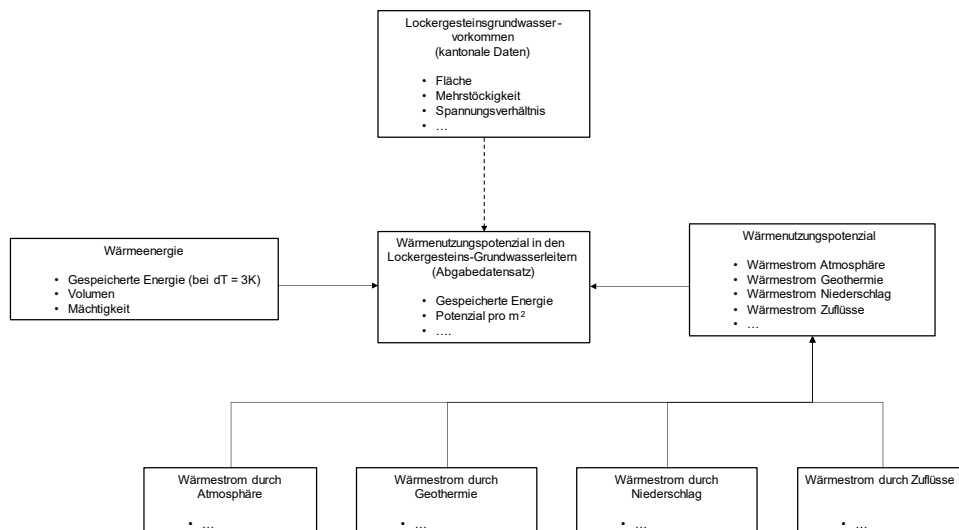 Lockergesteinsgrundwasser-
vorkommen
(kantonale Daten)
• Fläche
• Mehrstöckigkeit
• Spannungsverhältnis
• …
Wärmeenergie
• Gespeicherte Energie (bei dT = 3K)
• Volumen
• Mächtigkeit
Wärmenutzungspotenzial in den
Lockergesteins-Grundwasserleitern
(Abgabedatensatz)
• Gespeicherte Energie
• Potenzial pro m²
• ….
Wärmenutzungspotenzial
• Wärmestrom Atmosphäre
• Wärmestrom Geothermie
• Wärmestrom Niederschlag
• Wärmestrom Zuflüsse
• …
Wärmestrom durch
Atmosphäre
• …
Wärmestrom durch
Geothermie
• …
Wärmestrom durch
Niederschlag
• …
Wärmestrom durch Zuflüsse
• …